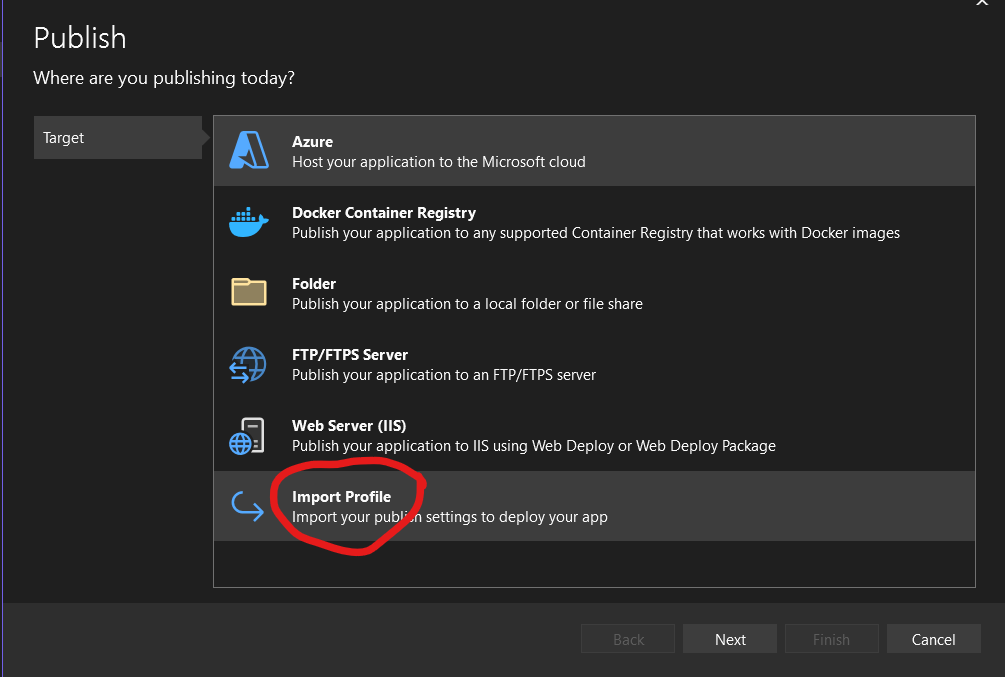 Publish
Where are you publishing today?
Target
Azure
Host your application to the Microsoft cloud
Docker Container Registry
Publish your application to any supported Container Registry that works with Docker images
Folder
Publish your application to a local folder or file share
FTP/FTPS Server
Publish your application to an FTP/FTPS server
Web Server (IIS)
Publish your application to IIS using Web Deploy or Web Deploy Package
Import Profile
Import your publish settings to deploy your app
Back Next Finish Cancel